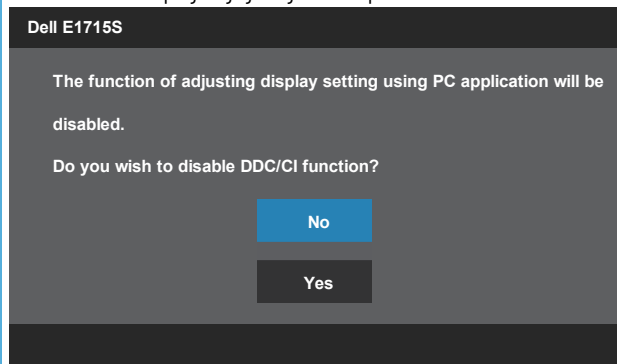 Dell E1715S
The function of adjusting display setting using PC application will be
disabled.
Do you wish to disable DDC/CI function?
No
Yes